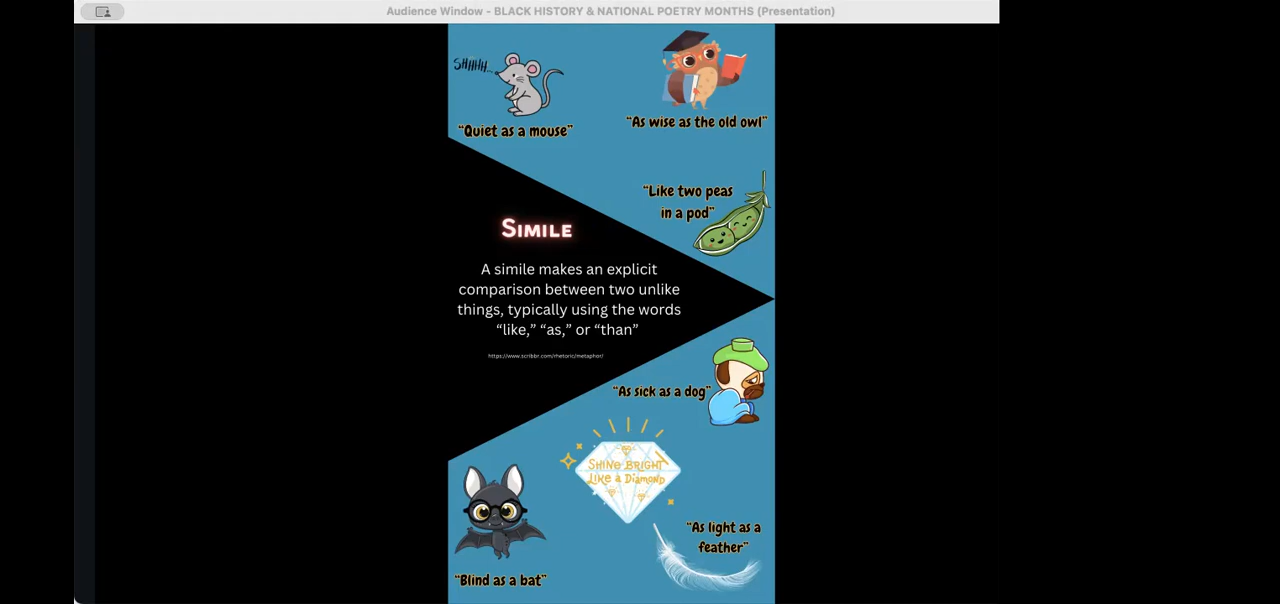 Audience Window - BLACK HISTORY & NATIONAL POETRY MONTHS (Presentation)
SHHHH...
"Quiet as a mouse"
"As wise as the old owl"
"Like two peas
in a pod"
SIMILE
A simile makes an explicit
comparison between two unlike
things, typically using the words
“like,” “as,” or “than”
https://www.scribbr.com/rhetoric/metaphor/
"As sick as a dog"
SHINE BRIGHT
LIKE a DIAMOND
"As light as a
feather"
"Blind as a bat"